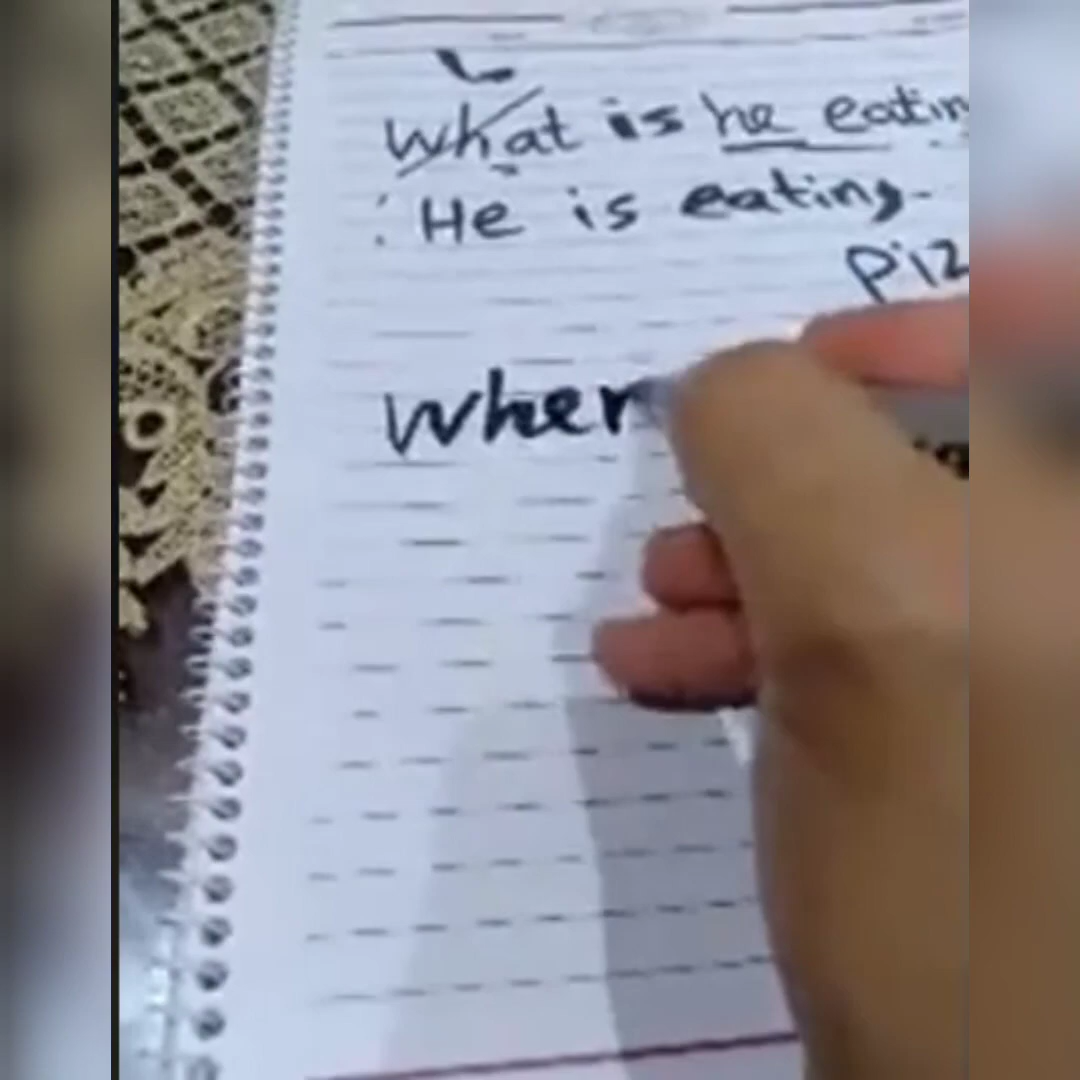 What is he eatin
: He is eating.
Piz
wher